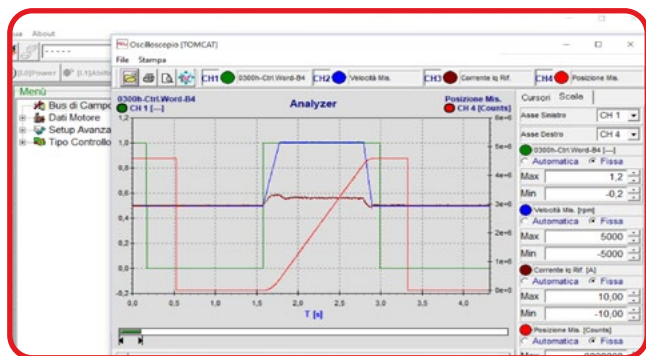 About
Oscilloscopio [TOMCAT]
File Stampa
-----
[L0]Power
CH1 0300h-Ctrl.Word-B4 CH2 Velocità Mis. CH3 Corrente Iq Rif. CH4 Posizione Mis.
Menù
Bus di Campo
Dati Motore
Setup Avanza
Tipo Controllo
0300h-Ctrl.Word-B4
CH 1 [---]
Analyzer
Posizione Mis.
CH 4 [Counts]
1,2
1,0
0,8
0,6
0,4
0,2
0,0
-0,2
6e+6
5e+6
4e+6
3e+6
2e+6
1e+6
0e+0
0,0 0,5 1,0 1,5 2,0 2,5 3,0 3,5 4,0
T [s]
Cursori Scale
Asse Sinistro CH 1
Asse Destro CH 4
0300h-Ctrl.Word-B4 [---]
Automatica Fissa
Max 1,2
Min -0,2
Velocità Mis. [rpm]
Automatica Fissa
Max 5000
Min -5000
Corrente Iq Rif. [A]
Automatica Fissa
Max 10,00
Min -10,00
Posizione Mis. [Counts]
Automatica Fissa
Max